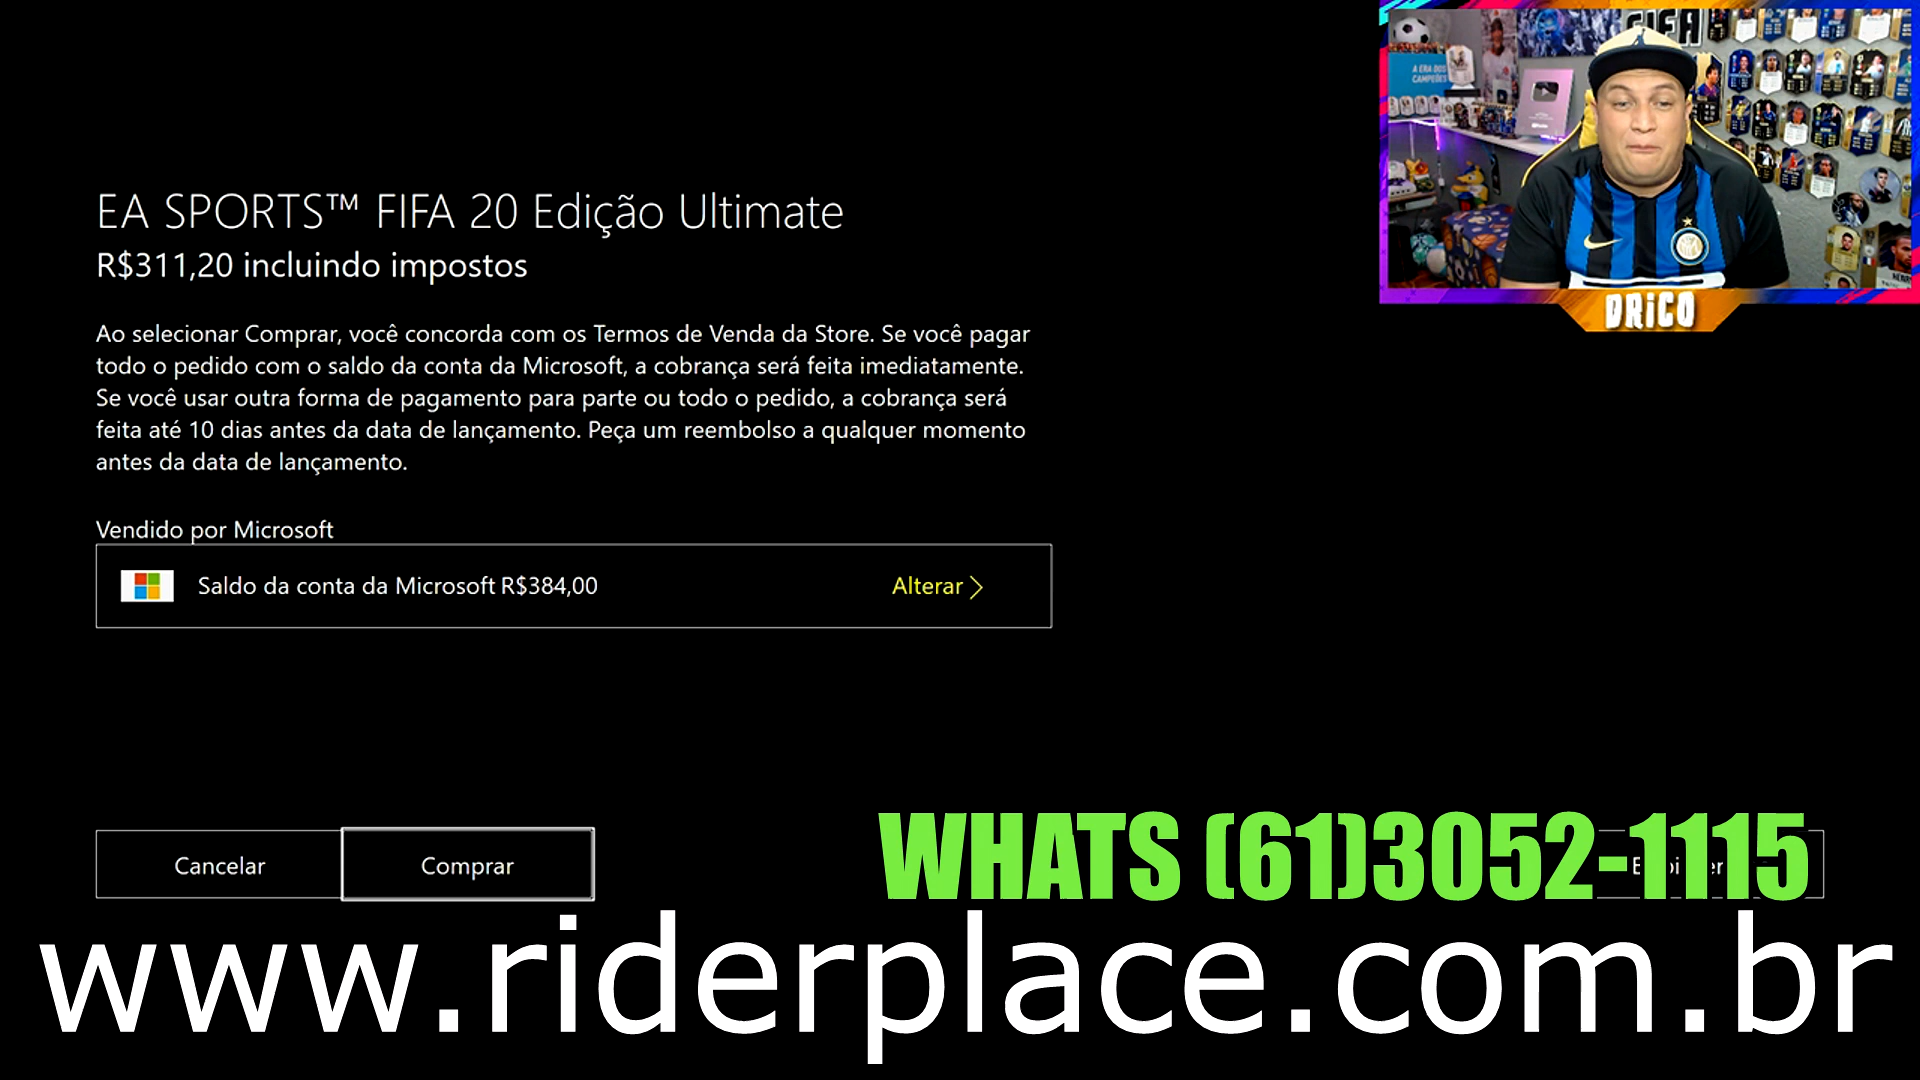 EA SPORTS™ FIFA 20 Edição Ultimate
R$311,20 incluindo impostos
Ao selecionar Comprar, você concorda com os Termos de Venda da Store. Se você pagar
todo o pedido com o saldo da conta da Microsoft, a cobrança será feita imediatamente.
Se você usar outra forma de pagamento para parte ou todo o pedido, a cobrança será
feita até 10 dias antes da data de lançamento. Peça um reembolso a qualquer momento
antes da data de lançamento.
Vendido por Microsoft
Saldo da conta da Microsoft R$384,00
Alterar
Cancelar
Comprar
FIFA
A ERA DOS
CAMPEÕES
DRiCO
WHATS (61)3052-1115
www.riderplace.com.br